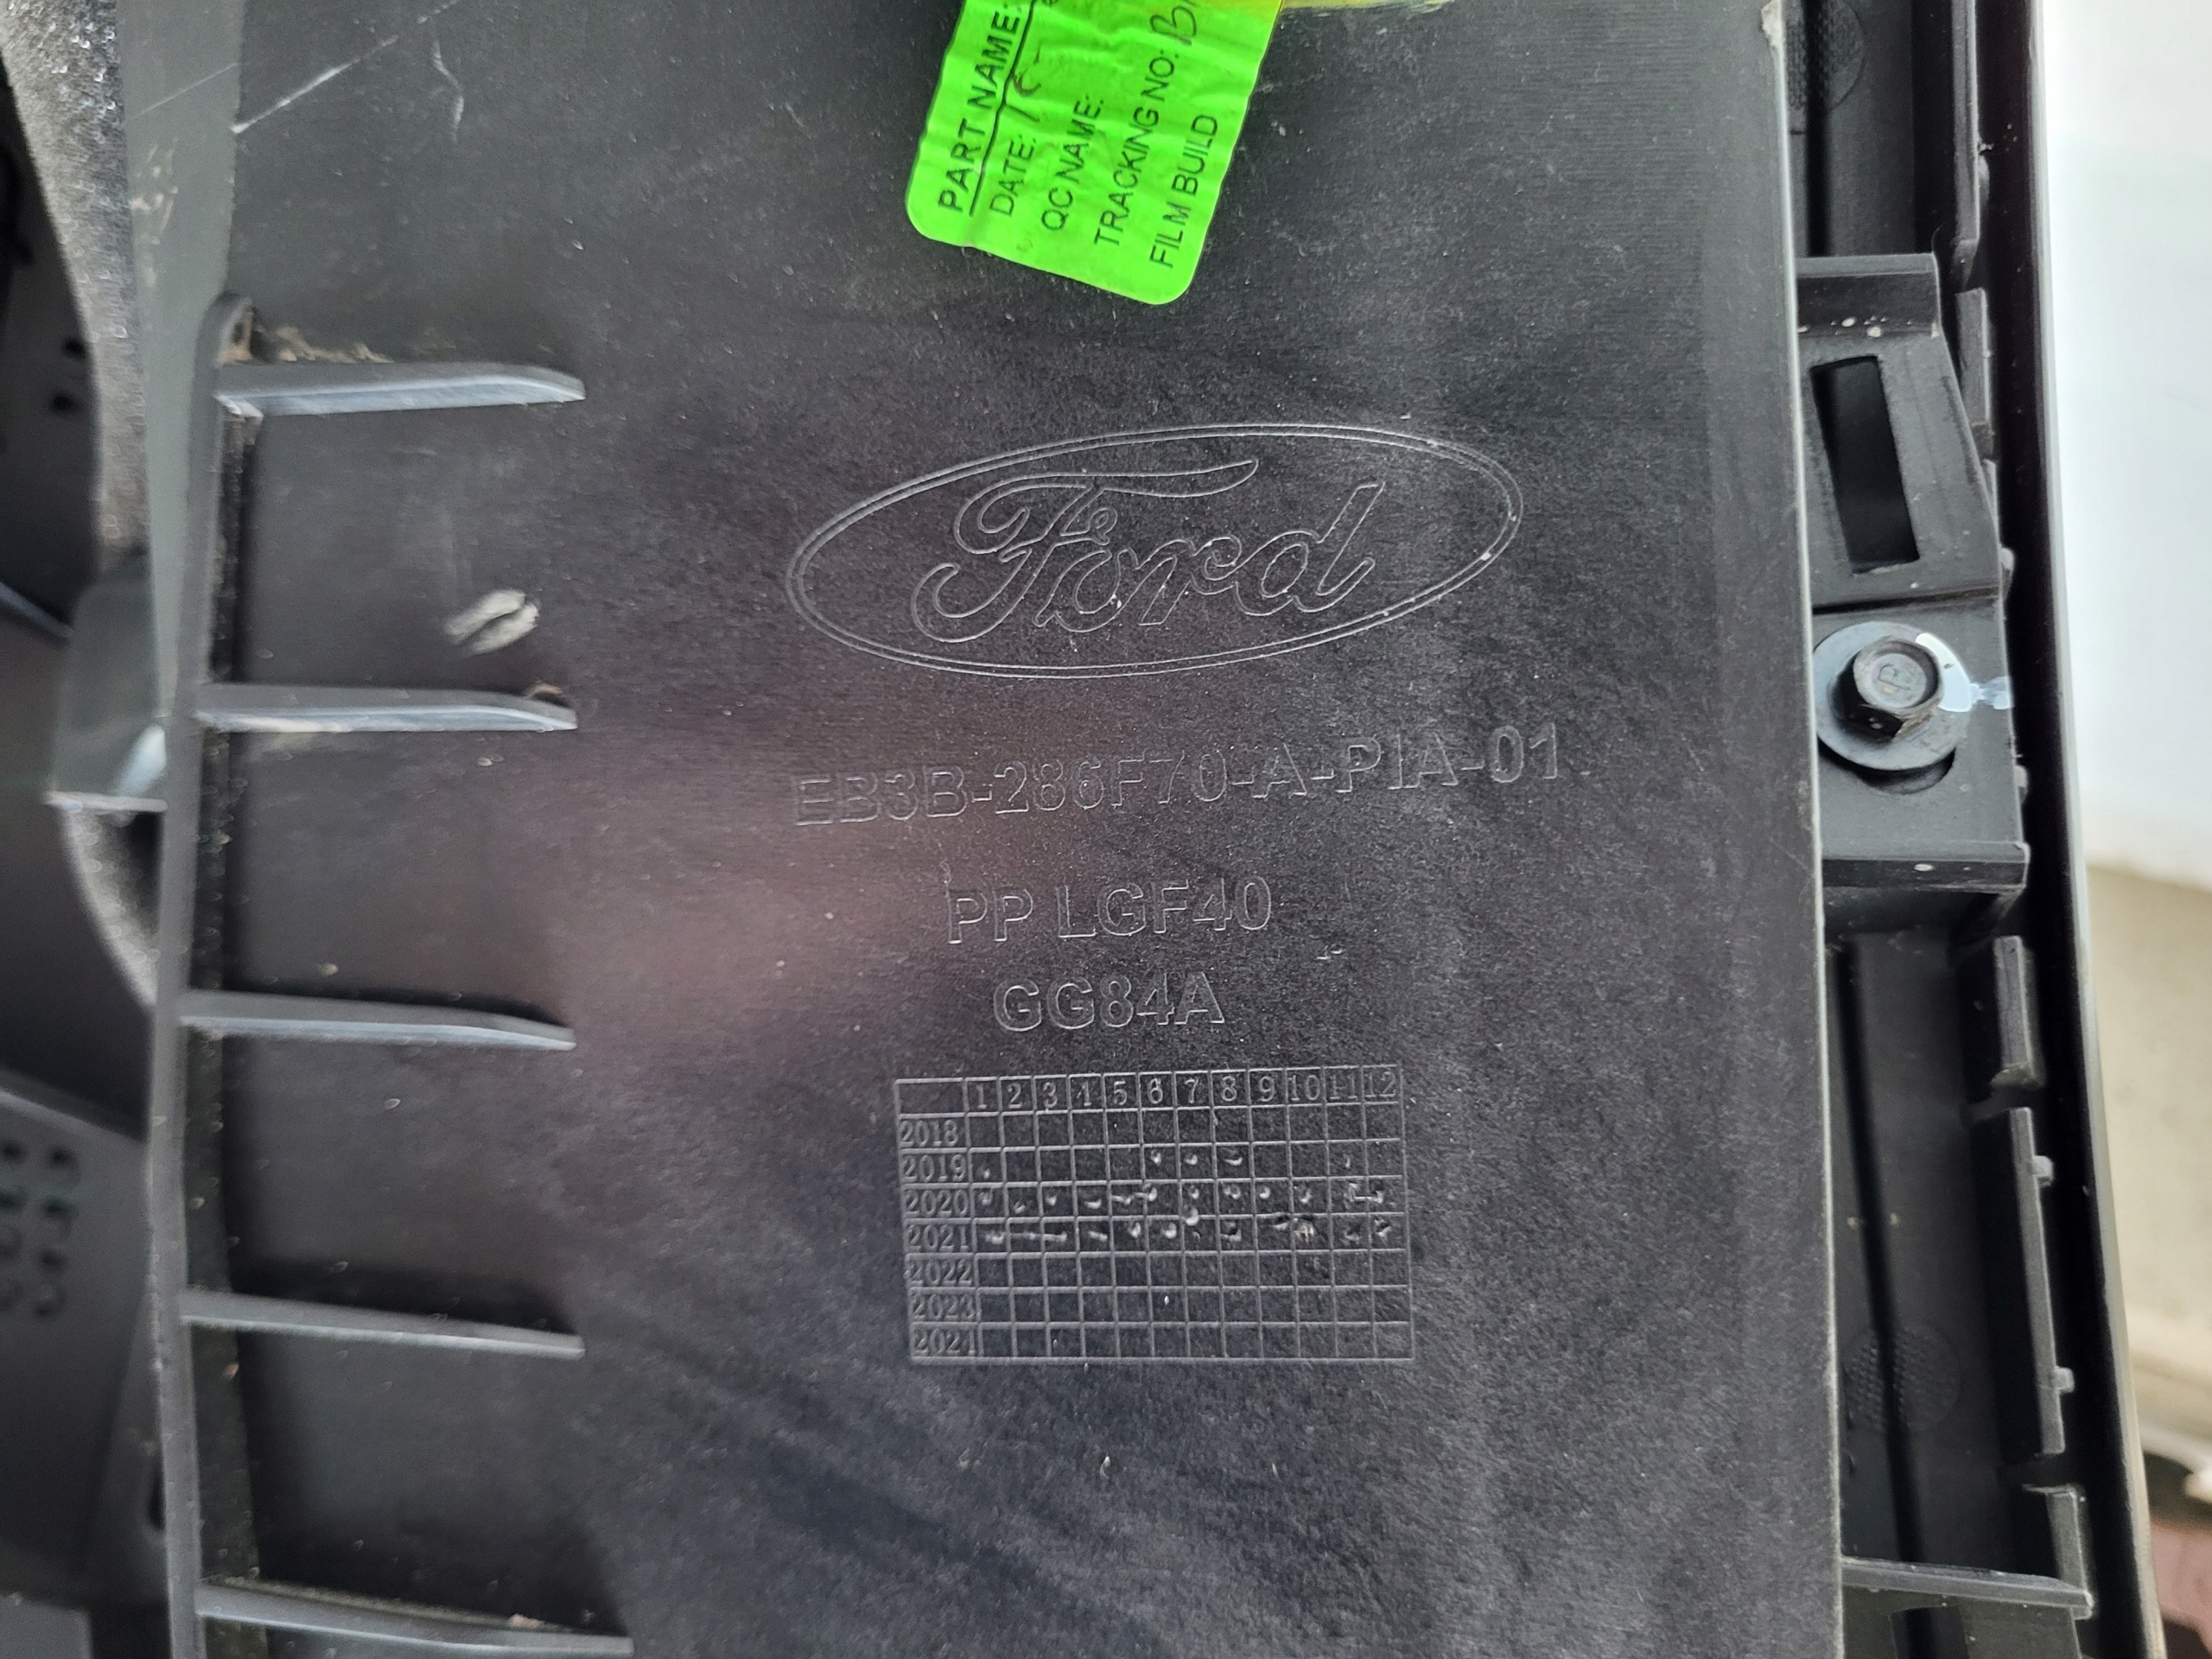 PART NAME:
DATE:
QC NAME:
TRACKING NO:
FILM BUILD
Ford
EB3B-286F70-A-PIA-01
PP LGF40
GG84A
1 2 3 4 5 6 7 8 9 10 11 12
2018
2019
2020
2021
2022
2023
2024